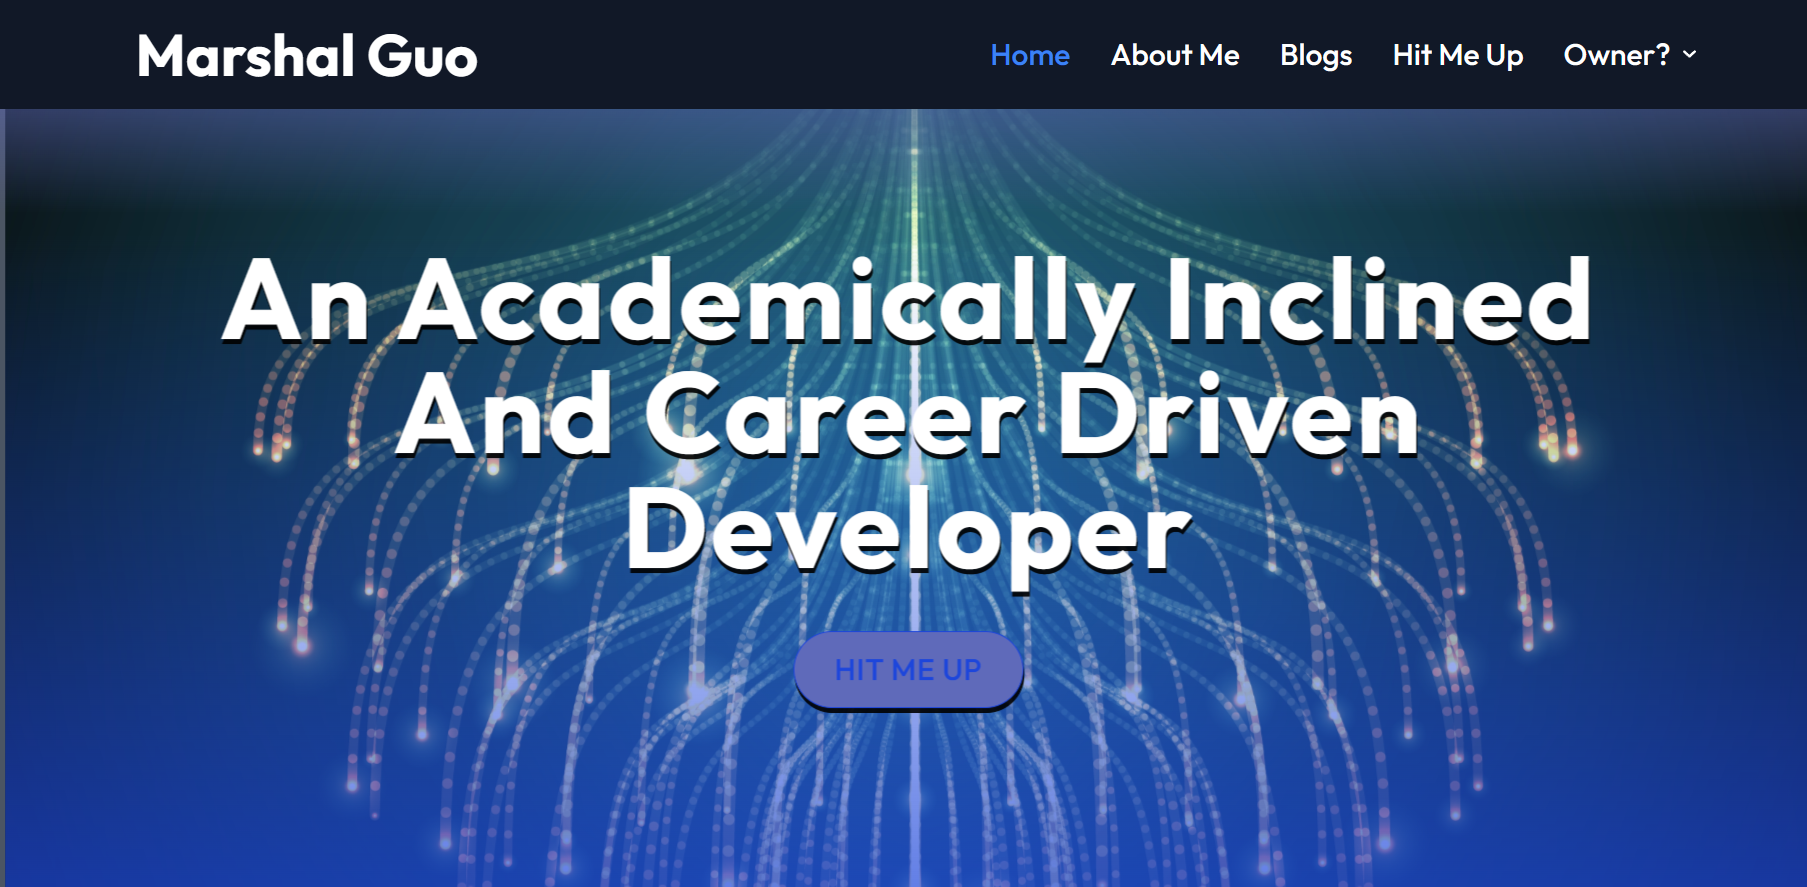 Marshal Guo
Home About Me Blogs Hit Me Up Owner?
An Academically Inclined
And Career Driven
Developer
HIT ME UP